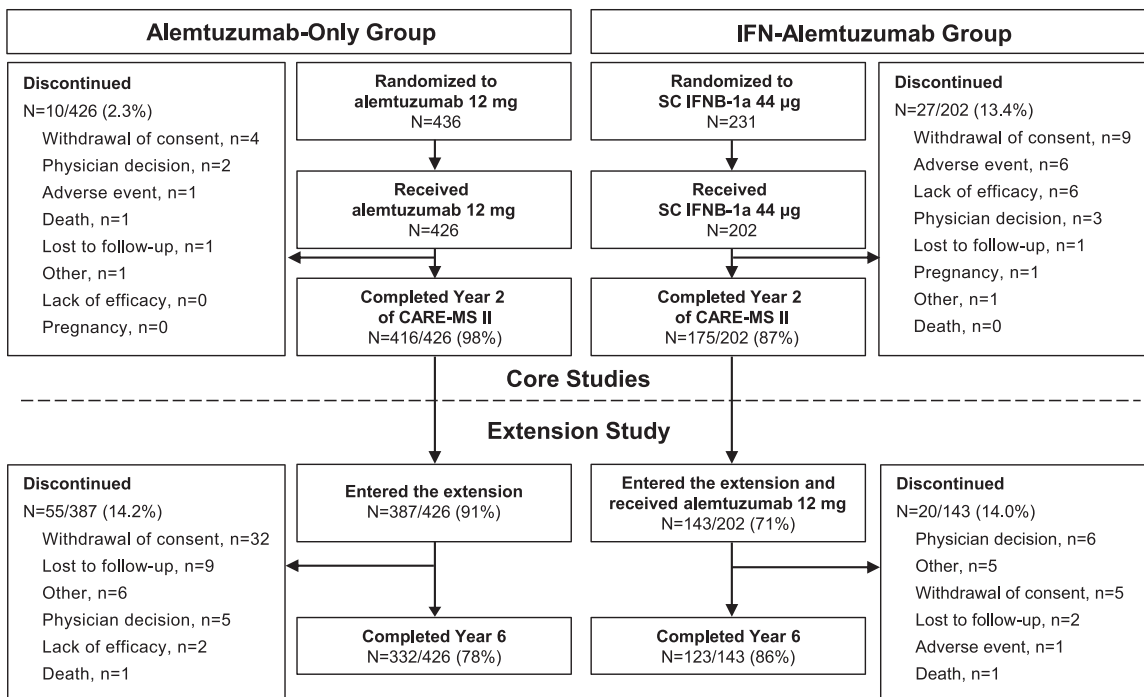 Alemtuzumab-Only Group
IFN-Alemtuzumab Group
Discontinued
N=10/426 (2.3%)
Withdrawal of consent, n=4
Physician decision, n=2
Adverse event, n=1
Death, n=1
Lost to follow-up, n=1
Other, n=1
Lack of efficacy, n=0
Pregnancy, n=0
Randomized to
alemtuzumab 12 mg
N=436
Received
alemtuzumab 12 mg
N=426
Completed Year 2
of CARE-MS II
N=416/426 (98%)
Randomized to
SC IFNB-1a 44 µg
N=231
Received
SC IFNB-1a 44 µg
N=202
Completed Year 2
of CARE-MS II
N=175/202 (87%)
Discontinued
N=27/202 (13.4%)
Withdrawal of consent, n=9
Adverse event, n=6
Lack of efficacy, n=6
Physician decision, n=3
Lost to follow-up, n=1
Pregnancy, n=1
Other, n=1
Death, n=0
Core Studies
Extension Study
Discontinued
N=55/387 (14.2%)
Withdrawal of consent, n=32
Lost to follow-up, n=9
Other, n=6
Physician decision, n=5
Lack of efficacy, n=2
Death, n=1
Entered the extension
N=387/426 (91%)
Completed Year 6
N=332/426 (78%)
Entered the extension and
received alemtuzumab 12 mg
N=143/202 (71%)
Completed Year 6
N=123/143 (86%)
Discontinued
N=20/143 (14.0%)
Physician decision, n=6
Other, n=5
Withdrawal of consent, n=5
Lost to follow-up, n=2
Adverse event, n=1
Death, n=1